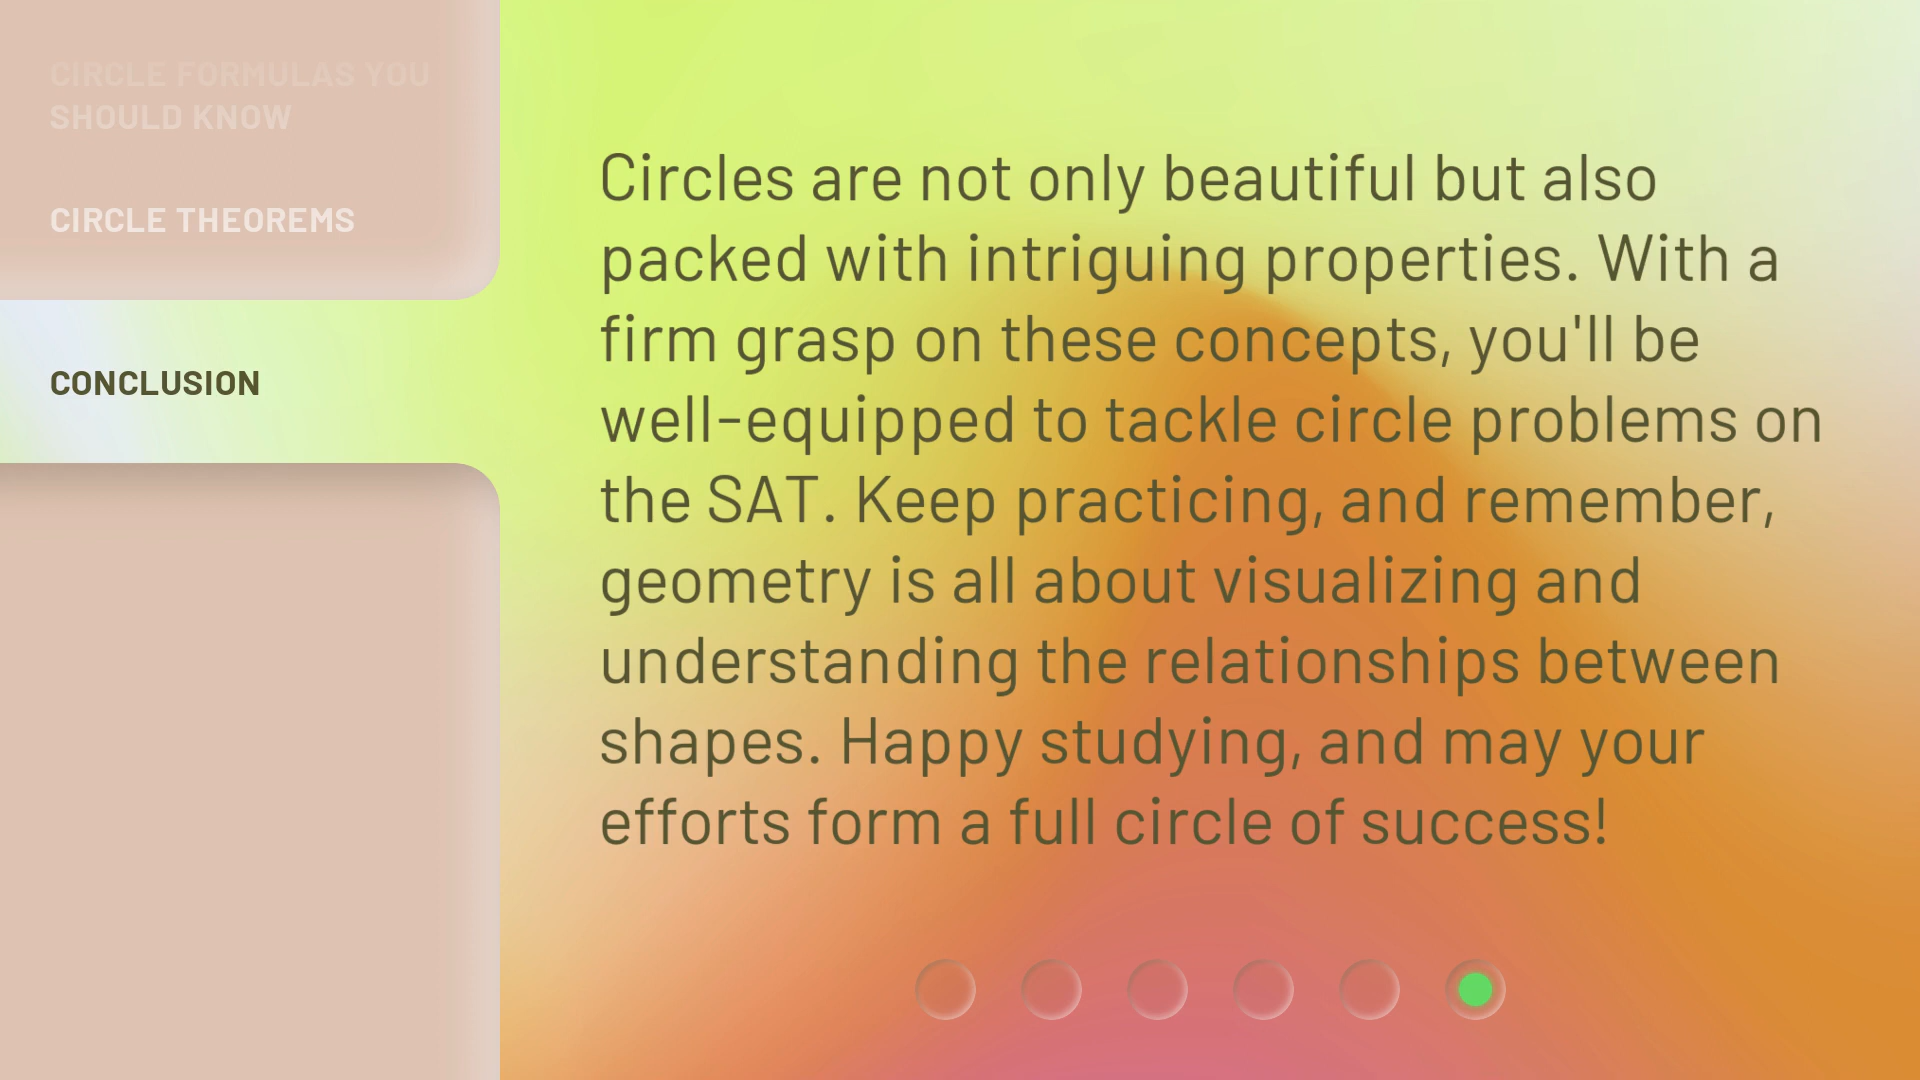 CIRCLE FORMULAS YOU
SHOULD KNOW
CIRCLE THEOREMS
CONCLUSION
Circles are not only beautiful but also
packed with intriguing properties. With a
firm grasp on these concepts, you'll be
well-equipped to tackle circle problems on
the SAT. Keep practicing, and remember,
geometry is all about visualizing and
understanding the relationships between
shapes. Happy studying, and may your
efforts form a full circle of success!